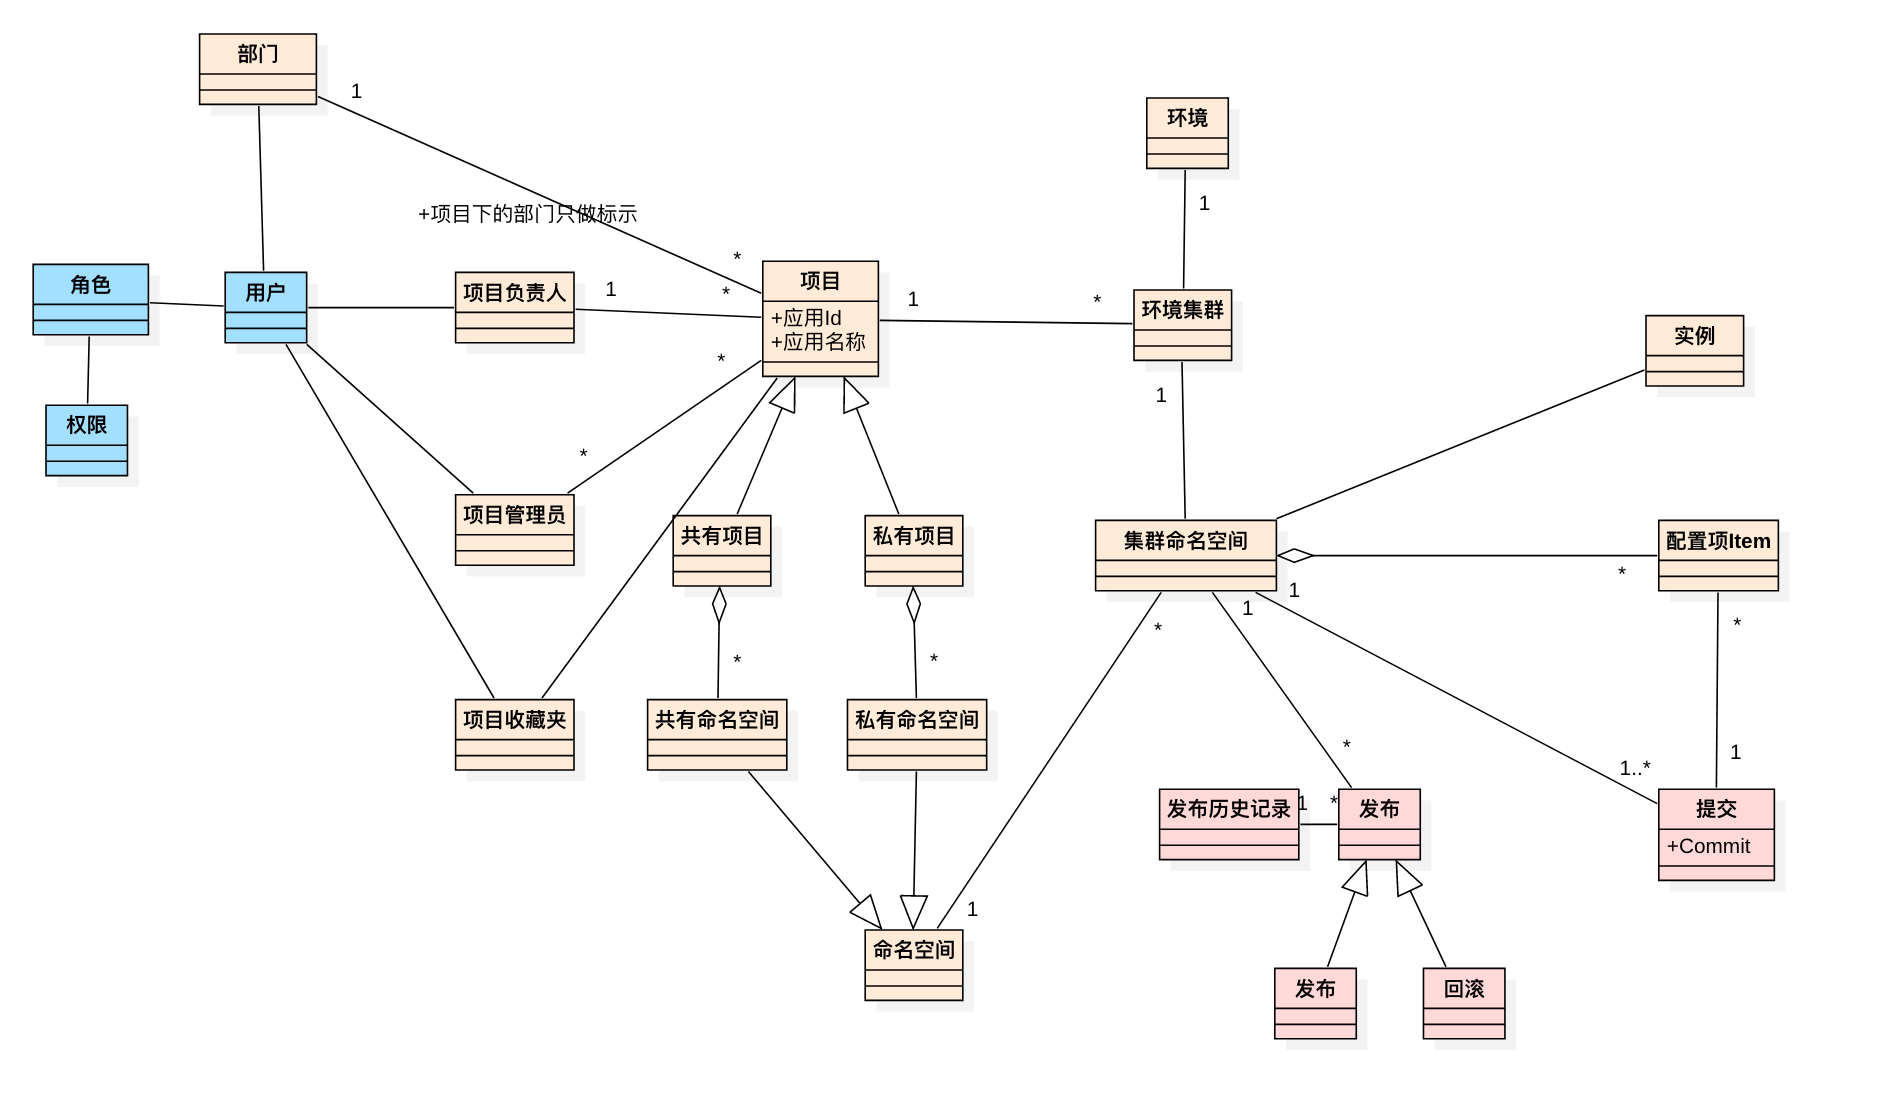 部门
1
环境
1
+项目下的部门只做标示
*
角色
用户
项目负责人
1
*
项目
+应用Id
+应用名称
1
*
环境集群
1
实例
*
*
权限
项目管理员
共有项目
私有项目
集群命名空间
配置项Item
*
1
1
*
*
*
*
项目收藏夹
共有命名空间
私有命名空间
*
1
1..*
发布历史记录
1
*
发布
提交
+Commit
1
命名空间
发布
回滚